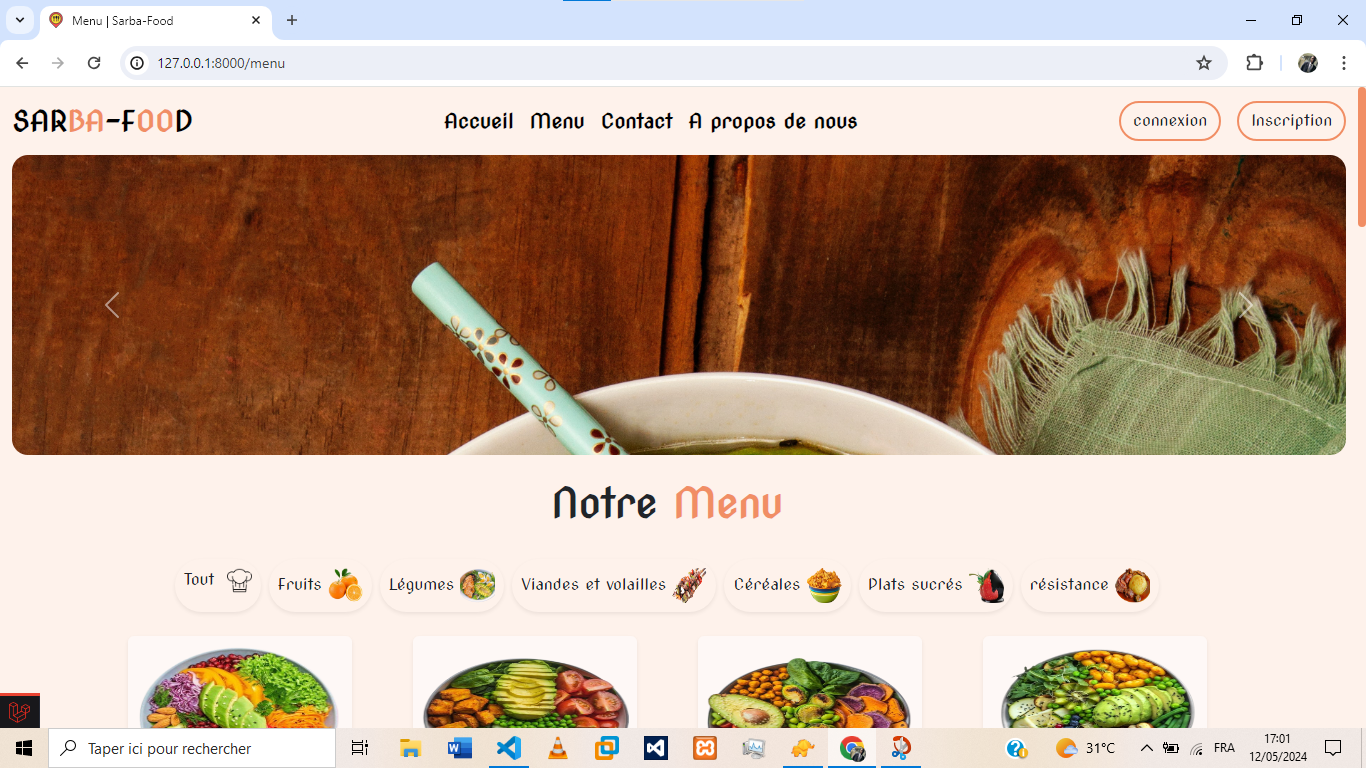 Menu | Sarba-Food
127.0.0.1:8000/menu
SARBA-FOOD
Accueil Menu Contact A propos de nous
connexion Inscription
Notre Menu
Tout Fruits Légumes Viandes et volailles Céréales Plats sucrés résistance
Taper ici pour rechercher
31°C FRA 17:01
12/05/2024